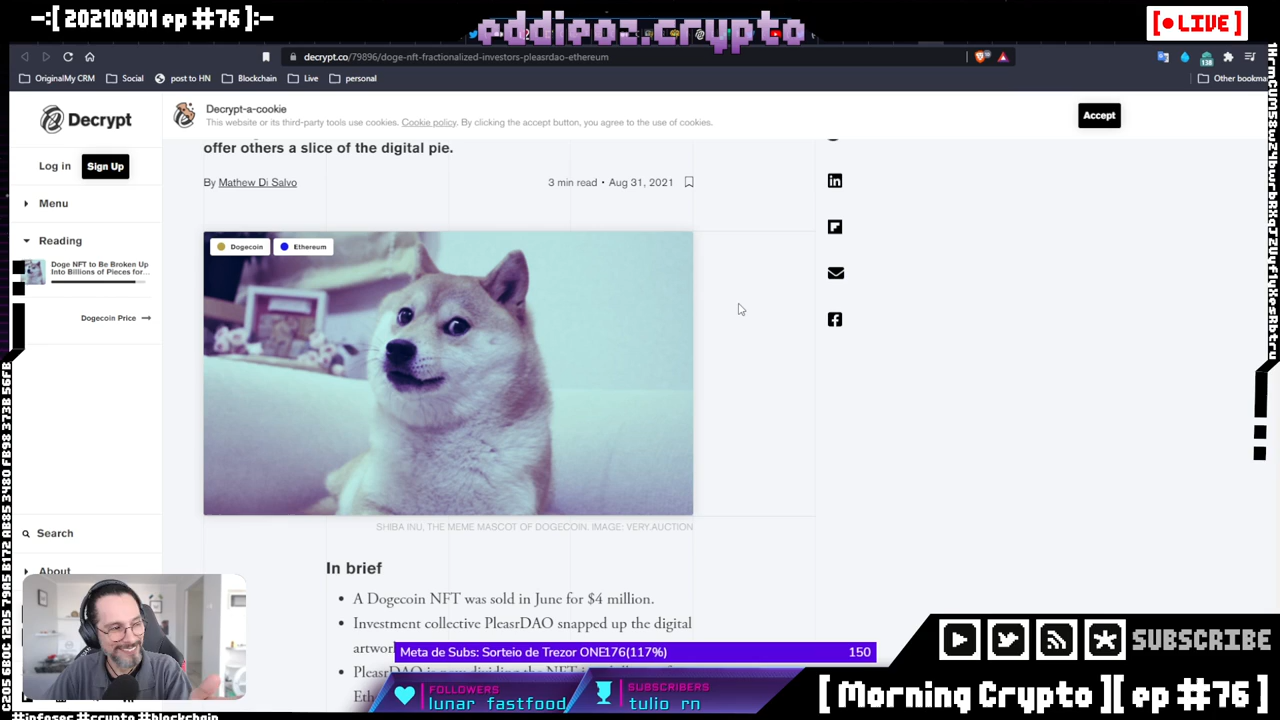 -:[ 20210901 ep #76 ]:-
eddieoz.crypto
[ • LIVE ]
decrypt.co/79896/doge-nft-fractionalized-investors-pleasrdao-ethereum
138
OriginalMy CRM
Social
post to HN
Blockchain
Live
personal
Other bookma
Decrypt
Decrypt-a-cookie
This website or its third-party tools use cookies. Cookie policy. By clicking the accept button, you agree to the use of cookies.
Accept
Log in
Sign Up
offer others a slice of the digital pie.
By Mathew Di Salvo
3 min read • Aug 31, 2021
Menu
Reading
Doge NFT to Be Broken Up
Into Billions of Pieces for...
Dogecoin Price →
Dogecoin
Ethereum
SHIBA INU, THE MEME MASCOT OF DOGECOIN. IMAGE: VERY.AUCTION
Search
About
In brief
• A Dogecoin NFT was sold in June for $4 million.
• Investment collective PleasrDAO snapped up the digital
Meta de Subs: Sorteio de Trezor ONE176(117%)
150
FOLLOWERS
lunar_fastfood
SUBSCRIBERS
tulio_rn
SUBSCRIBE
[ Morning Crypto ][ ep #76 ]
#infosec #crypto #blockchain